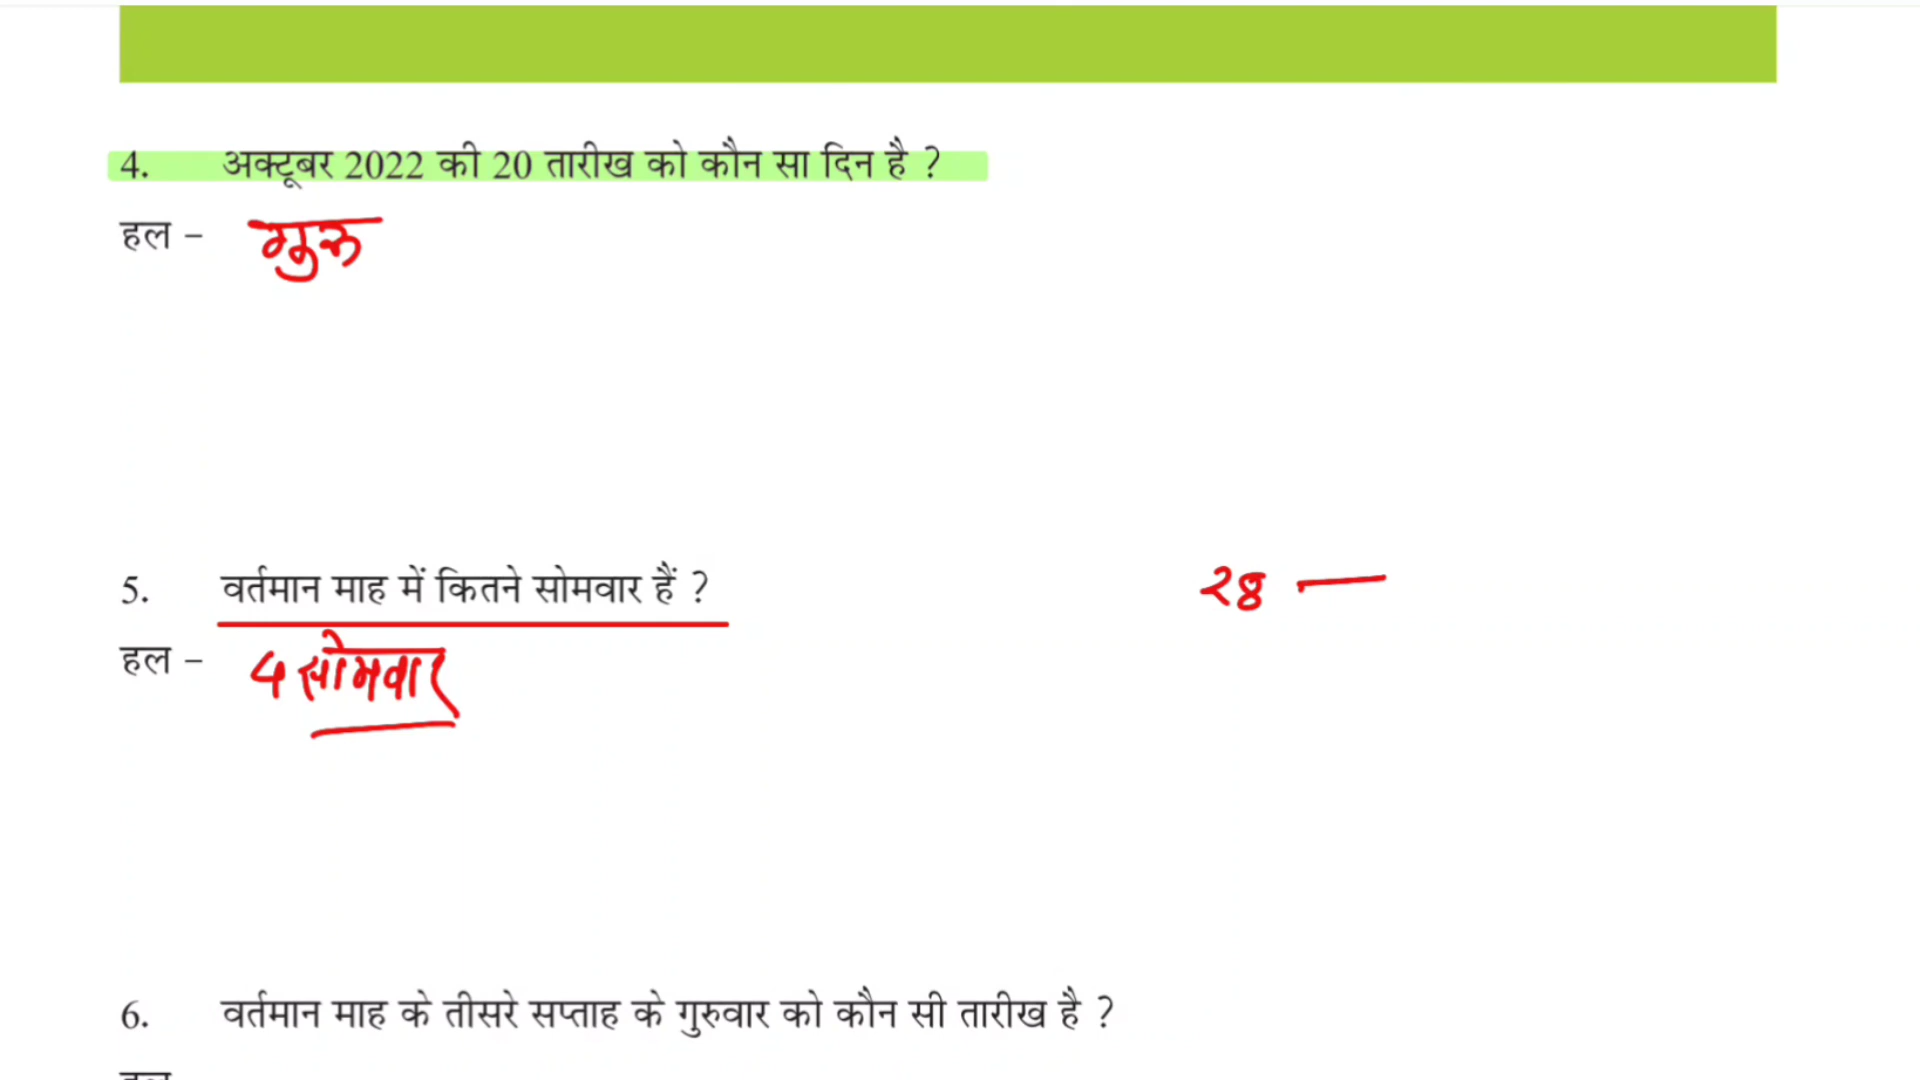 4. अक्टूबर 2022 की 20 तारीख को कौन सा दिन है ?
हल – गुरु
5. वर्तमान माह में कितने सोमवार हैं ?
हल – 4 सोमवार
6. वर्तमान माह के तीसरे सप्ताह के गुरुवार को कौन सी तारीख है ?